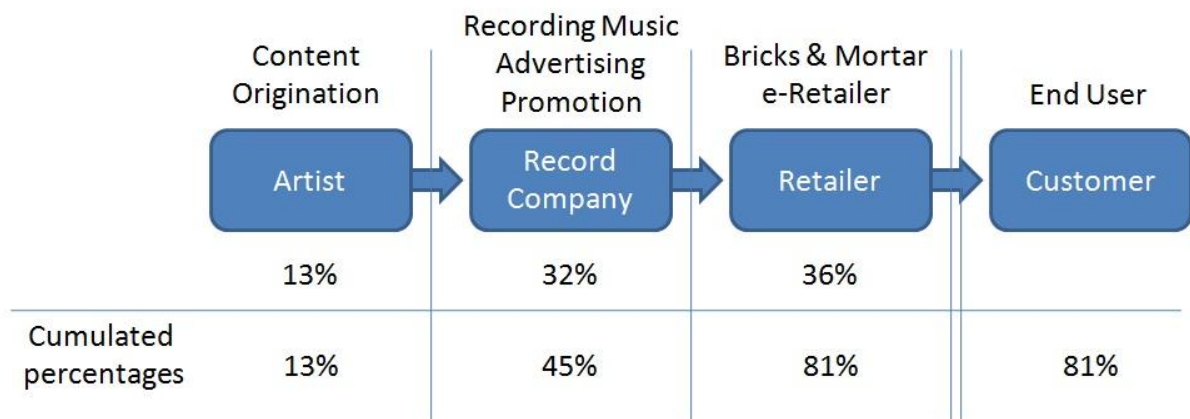 Content
Origination
Recording Music
Advertising
Promotion
Bricks & Mortar
e-Retailer
End User
Artist
Record
Company
Retailer
Customer
13%
32%
36%
Cumulated
percentages
13%
45%
81%
81%